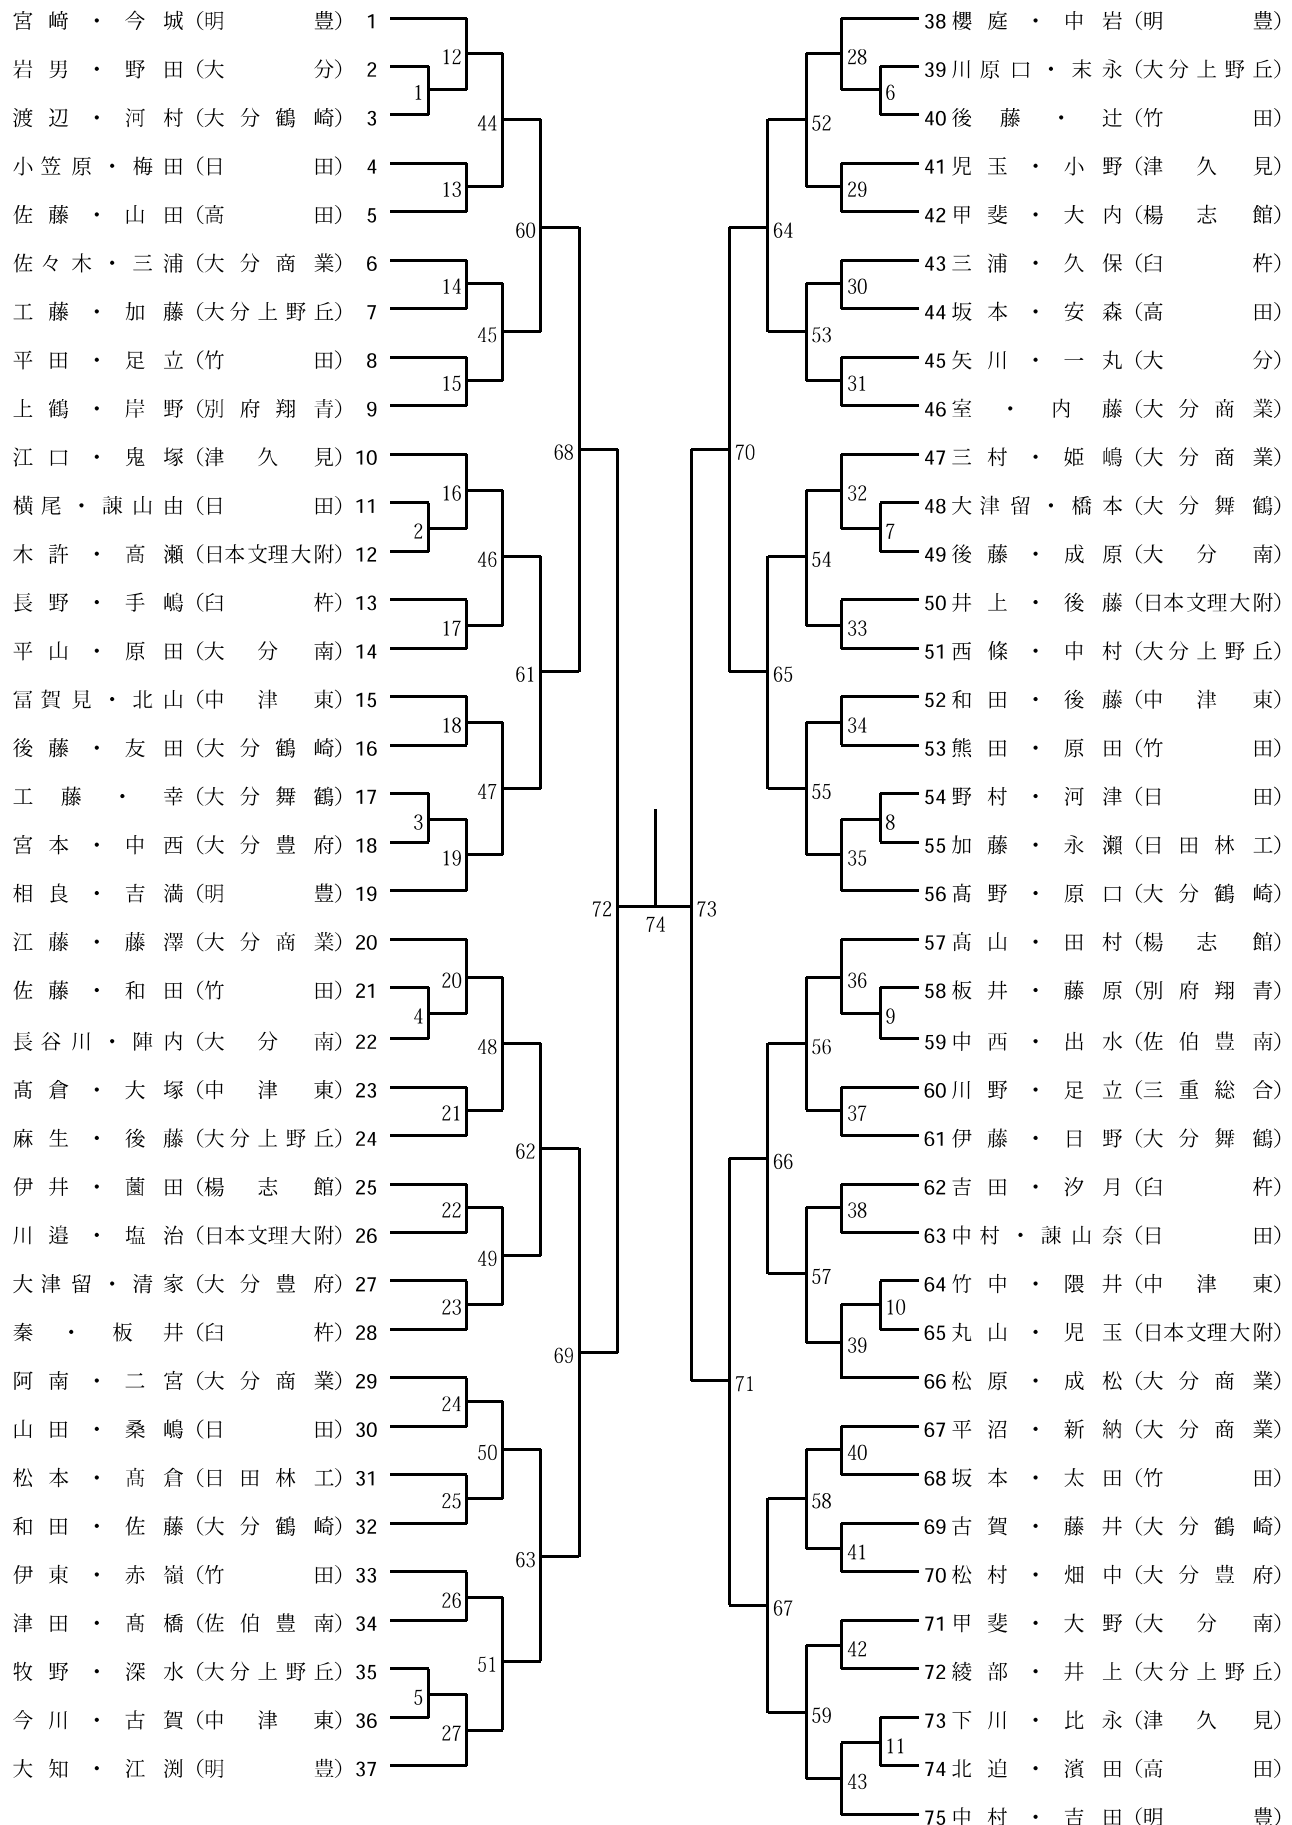 宮﨑・今城(明豊) 1
岩男・野田(大分) 2
渡辺・河村(大分鶴崎) 3
小笠原・梅田(日田) 4
佐藤・山田(高田) 5
佐々木・三浦(大分商業) 6
工藤・加藤(大分上野丘) 7
平田・足立(竹田) 8
上鶴・岸野(別府翔青) 9
江口・鬼塚(津久見) 10
横尾・諌山由(日田) 11
木許・高瀬(日本文理大附) 12
長野・手嶋(臼杵) 13
平山・原田(大分南) 14
冨賀見・北山(中津東) 15
後藤・友田(大分鶴崎) 16
工藤・幸(大分舞鶴) 17
宮本・中西(大分豊府) 18
相良・吉満(明豊) 19
江藤・藤澤(大分商業) 20
佐藤・和田(竹田) 21
長谷川・陣内(大分南) 22
髙倉・大塚(中津東) 23
麻生・後藤(大分上野丘) 24
伊井・薗田(楊志館) 25
川邉・塩治(日本文理大附) 26
大津留・清家(大分豊府) 27
秦・板井(臼杵) 28
阿南・二宮(大分商業) 29
山田・桑嶋(日田) 30
松本・髙倉(日田林工) 31
和田・佐藤(大分鶴崎) 32
伊東・赤嶺(竹田) 33
津田・髙橋(佐伯豊南) 34
牧野・深水(大分上野丘) 35
今川・古賀(中津東) 36
大知・江渕(明豊) 37
1
2
3
4
5
12
13
14
15
16
17
18
19
20
21
22
23
24
25
26
27
44
45
46
47
48
49
50
51
60
61
62
63
68
69
72
74
73
70
71
64
65
66
67
52
53
54
55
56
57
58
59
28
29
30
31
32
33
34
35
36
37
38
39
40
41
42
43
6
7
8
9
10
11
38 櫻庭・中岩(明豊)
39 川原口・末永(大分上野丘)
40 後藤・辻(竹田)
41 児玉・小野(津久見)
42 甲斐・大内(楊志館)
43 三浦・久保(臼杵)
44 坂本・安森(高田)
45 矢川・一丸(大分)
46 室・内藤(大分商業)
47 三村・姫嶋(大分商業)
48 大津留・橋本(大分舞鶴)
49 後藤・成原(大分南)
50 井上・後藤(日本文理大附)
51 西條・中村(大分上野丘)
52 和田・後藤(中津東)
53 熊田・原田(竹田)
54 野村・河津(日田)
55 加藤・永瀬(日田林工)
56 髙野・原口(大分鶴崎)
57 髙山・田村(楊志館)
58 板井・藤原(別府翔青)
59 中西・出水(佐伯豊南)
60 川野・足立(三重総合)
61 伊藤・日野(大分舞鶴)
62 吉田・汐月(臼杵)
63 中村・諌山奈(日田)
64 竹中・隈井(中津東)
65 丸山・児玉(日本文理大附)
66 松原・成松(大分商業)
67 平沼・新納(大分商業)
68 坂本・太田(竹田)
69 古賀・藤井(大分鶴崎)
70 松村・畑中(大分豊府)
71 甲斐・大野(大分南)
72 綾部・井上(大分上野丘)
73 下川・比永(津久見)
74 北迫・濱田(高田)
75 中村・吉田(明豊)